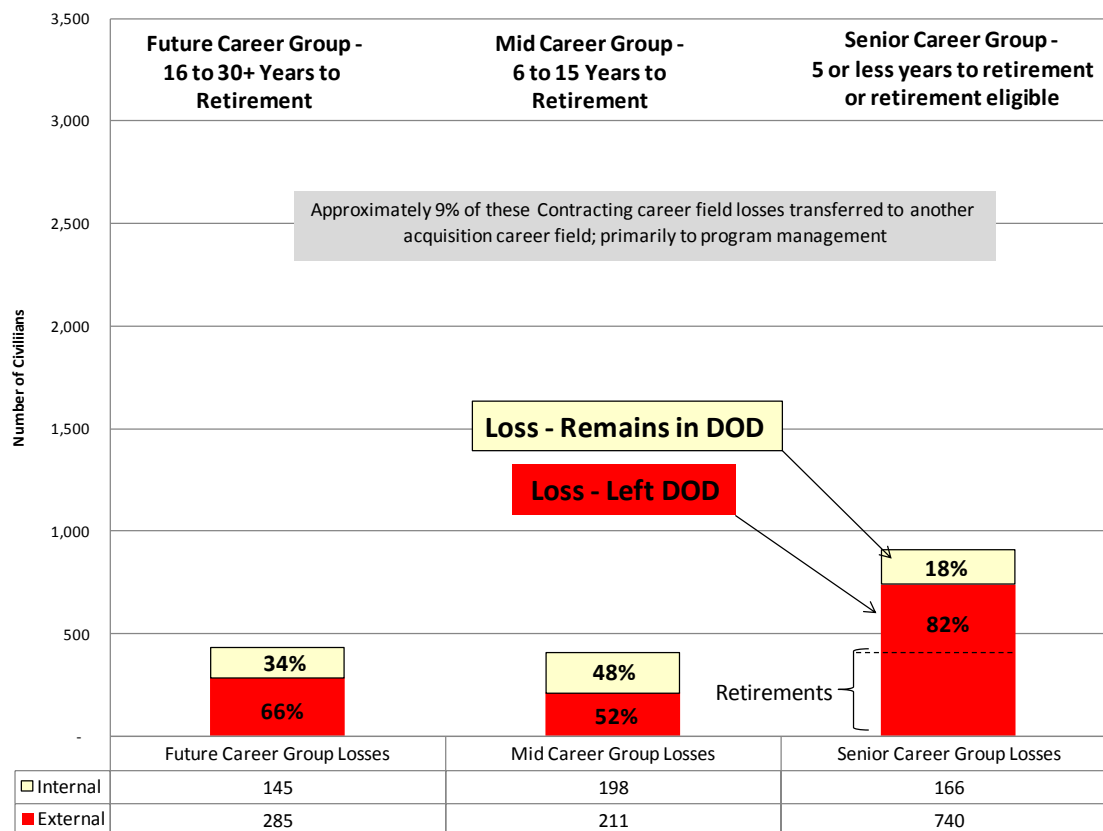 3,500
3,000
2,500
2,000
1,500
1,000
500
-
Number of Civiliians
Future Career Group -
16 to 30+ Years to
Retirement
Mid Career Group -
6 to 15 Years to
Retirement
Senior Career Group -
5 or less years to retirement
or retirement eligible
Approximately 9% of these Contracting career field losses transferred to another
acquisition career field; primarily to program management
Loss - Remains in DOD
Loss - Left DOD
34%
66%
48%
52%
18%
82%
Retirements
Future Career Group Losses Mid Career Group Losses Senior Career Group Losses
Internal 145 198 166
External 285 211 740